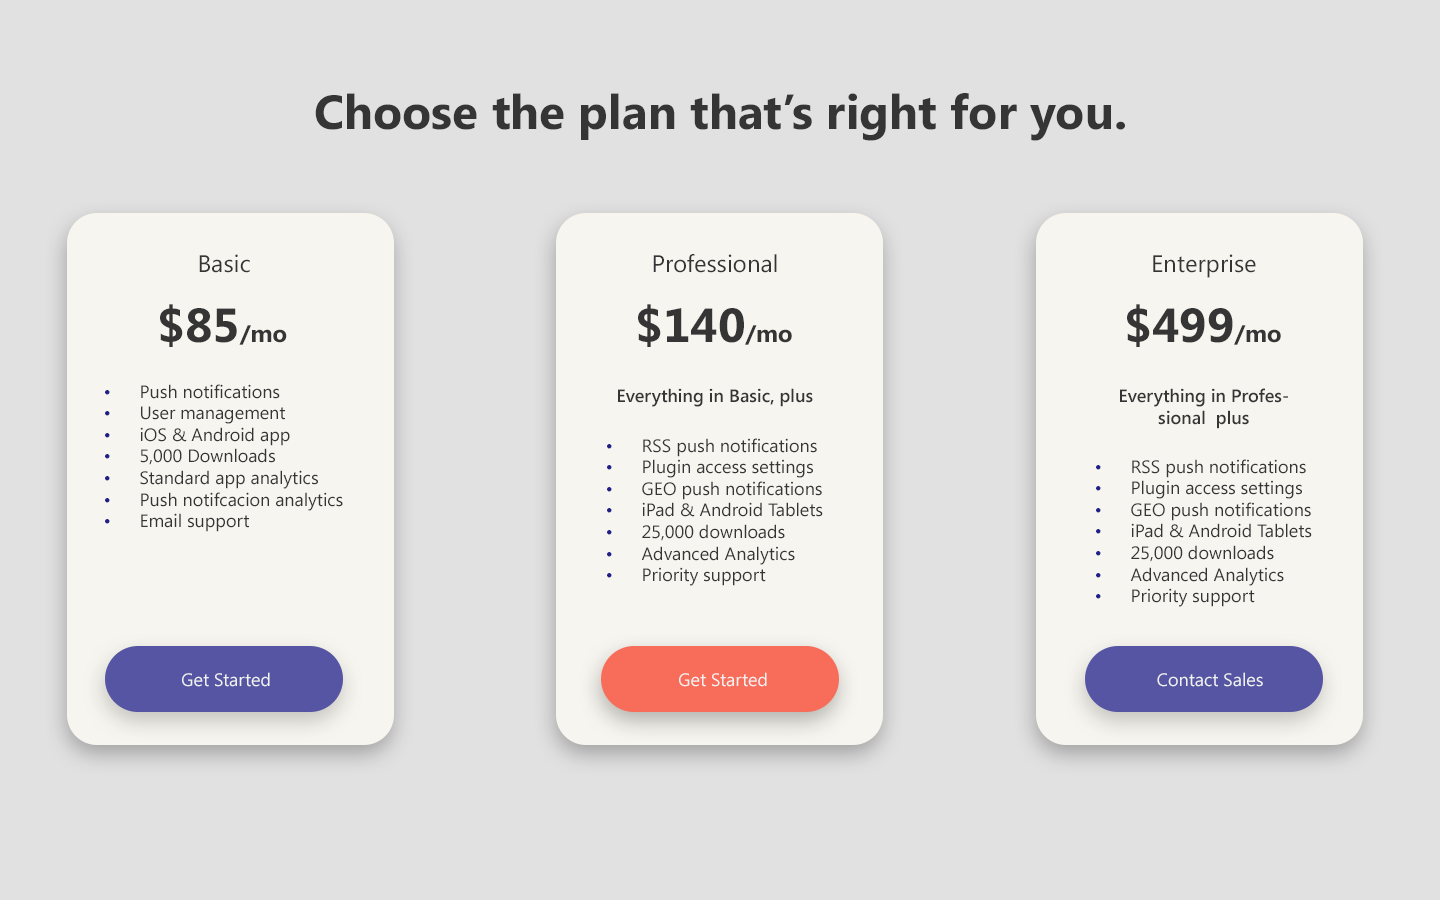 Choose the plan that’s right for you.
Basic
$85/mo
• Push notifications
• User management
• iOS & Android app
• 5,000 Downloads
• Standard app analytics
• Push notifcacion analytics
• Email support
Get Started
Professional
$140/mo
Everything in Basic, plus
• RSS push notifications
• Plugin access settings
• GEO push notifications
• iPad & Android Tablets
• 25,000 downloads
• Advanced Analytics
• Priority support
Get Started
Enterprise
$499/mo
Everything in Profes-
sional  plus
• RSS push notifications
• Plugin access settings
• GEO push notifications
• iPad & Android Tablets
• 25,000 downloads
• Advanced Analytics
• Priority support
Contact Sales